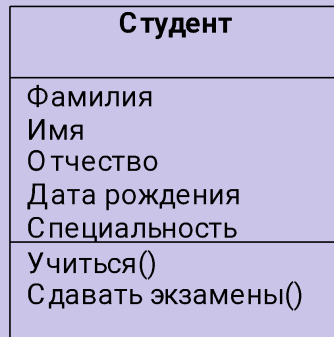 Студент
Фамилия
Имя
Отчество
Дата рождения
Специальность
Учиться()
Сдавать экзамены()